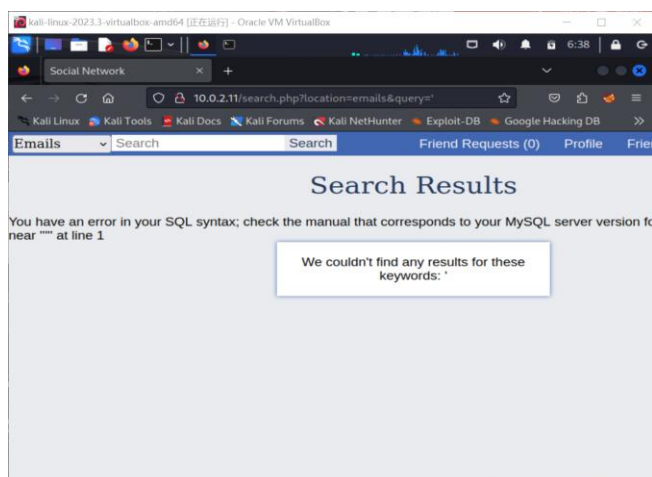 kali-linux-2023.3-virtualbox-amd64 [正在运行] - Oracle VM VirtualBox
6:38
Social Network
10.0.2.11/search.php?location=emails&query='
Kali Linux Kali Tools Kali Docs Kali Forums Kali NetHunter Exploit-DB Google Hacking DB
Emails Search Search Friend Requests (0) Profile Frie
Search Results
You have an error in your SQL syntax; check the manual that corresponds to your MySQL server version fo
near ''''' at line 1
We couldn't find any results for these
keywords: '